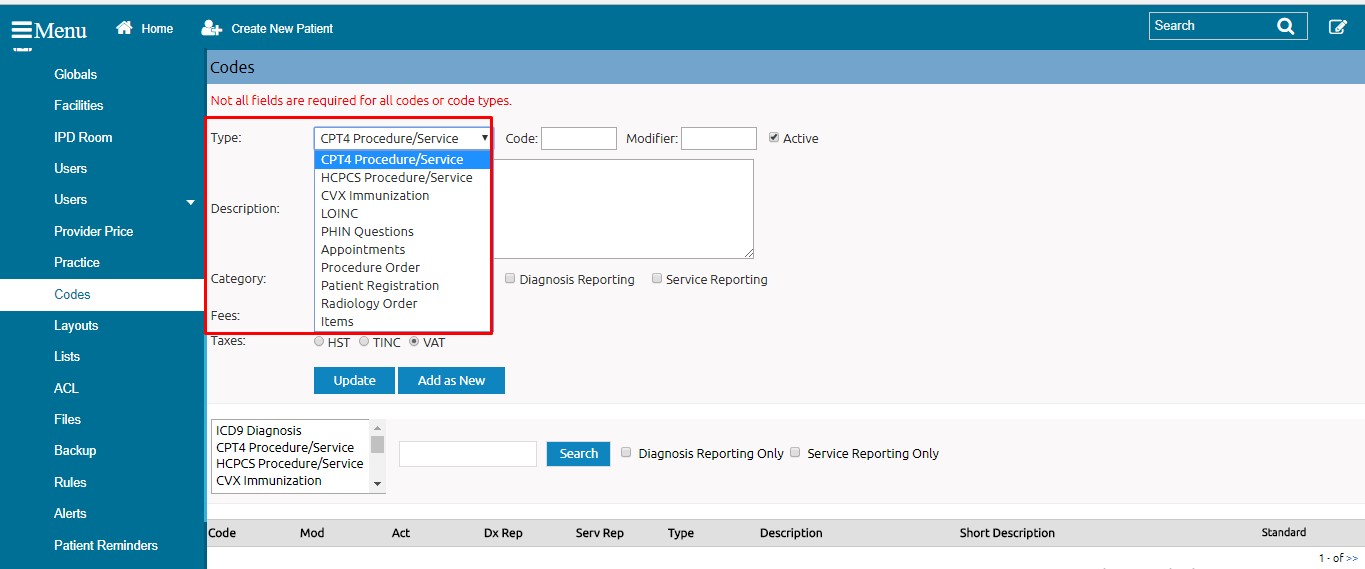 Menu Home Create New Patient Search
Globals
Facilities
IPD Room
Users
Users
Provider Price
Practice
Codes
Layouts
Lists
ACL
Files
Backup
Rules
Alerts
Patient Reminders
Codes
Not all fields are required for all codes or code types.
Type: CPT4 Procedure/Service Code: Modifier: Active
CPT4 Procedure/Service
HCPCS Procedure/Service
CVX Immunization
LOINC
PHIN Questions
Appointments
Procedure Order
Patient Registration
Radiology Order
Items
Description:
Category: Diagnosis Reporting Service Reporting
Fees:
Taxes: HST TINC VAT
Update Add as New
ICD9 Diagnosis
CPT4 Procedure/Service
HCPCS Procedure/Service
CVX Immunization
Search Diagnosis Reporting Only Service Reporting Only
Code Mod Act Dx Rep Serv Rep Type Description Short Description Standard
1 - of >>